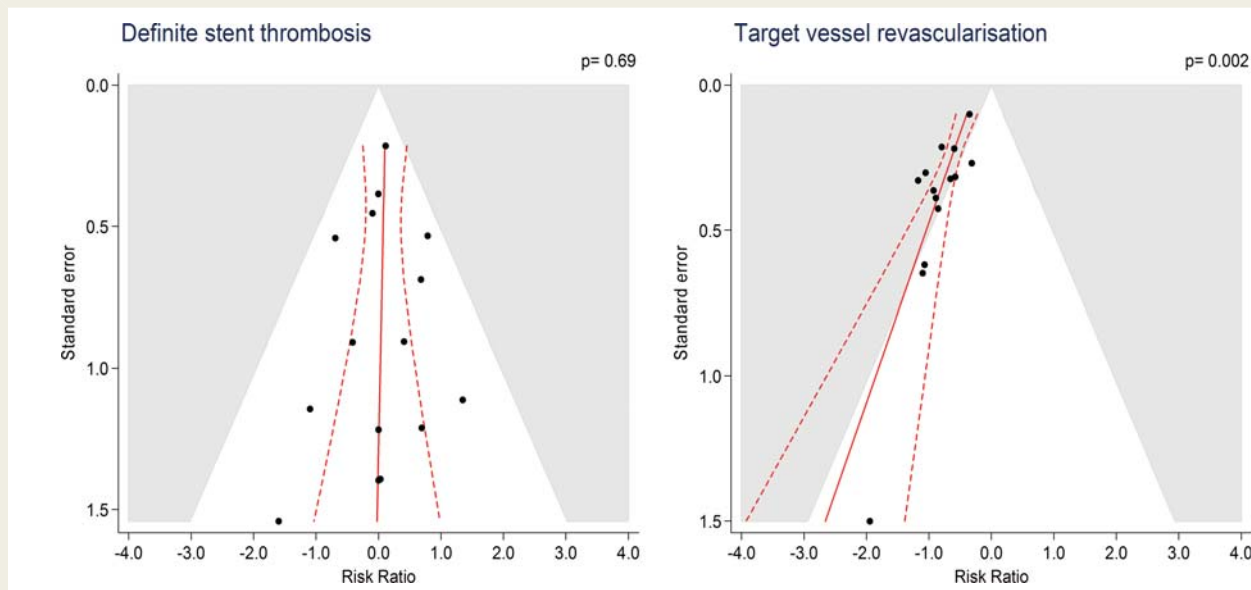 Definite stent thrombosis
p= 0.69
0.0
0.5
1.0
1.5
Standard error
-4.0 -3.0 -2.0 -1.0 0.0 1.0 2.0 3.0 4.0
Risk Ratio
Target vessel revascularisation
p= 0.002
0.0
0.5
1.0
1.5
Standard error
-4.0 -3.0 -2.0 -1.0 0.0 1.0 2.0 3.0 4.0
Risk Ratio